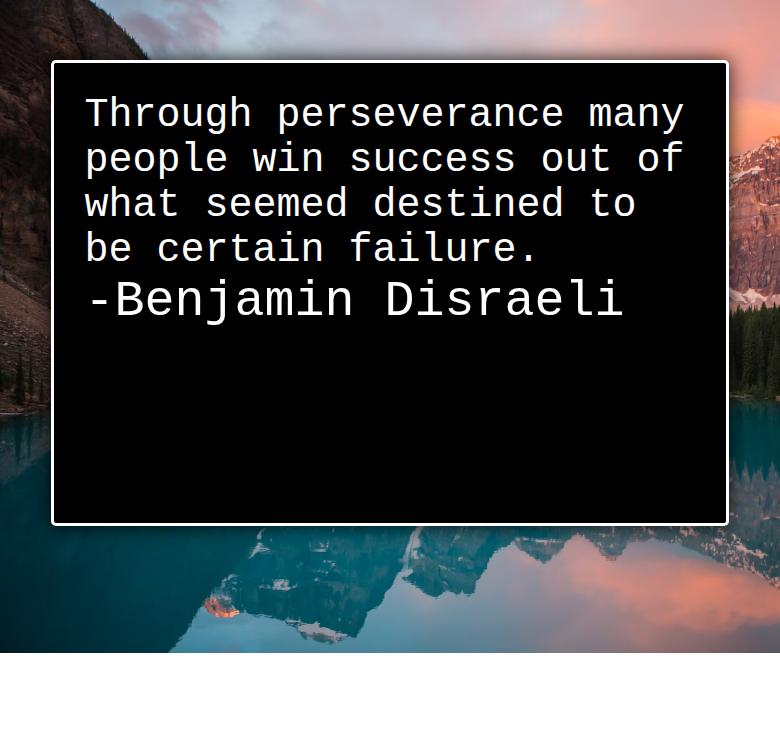 Through perseverance many
people win success out of
what seemed destined to
be certain failure.
-Benjamin Disraeli